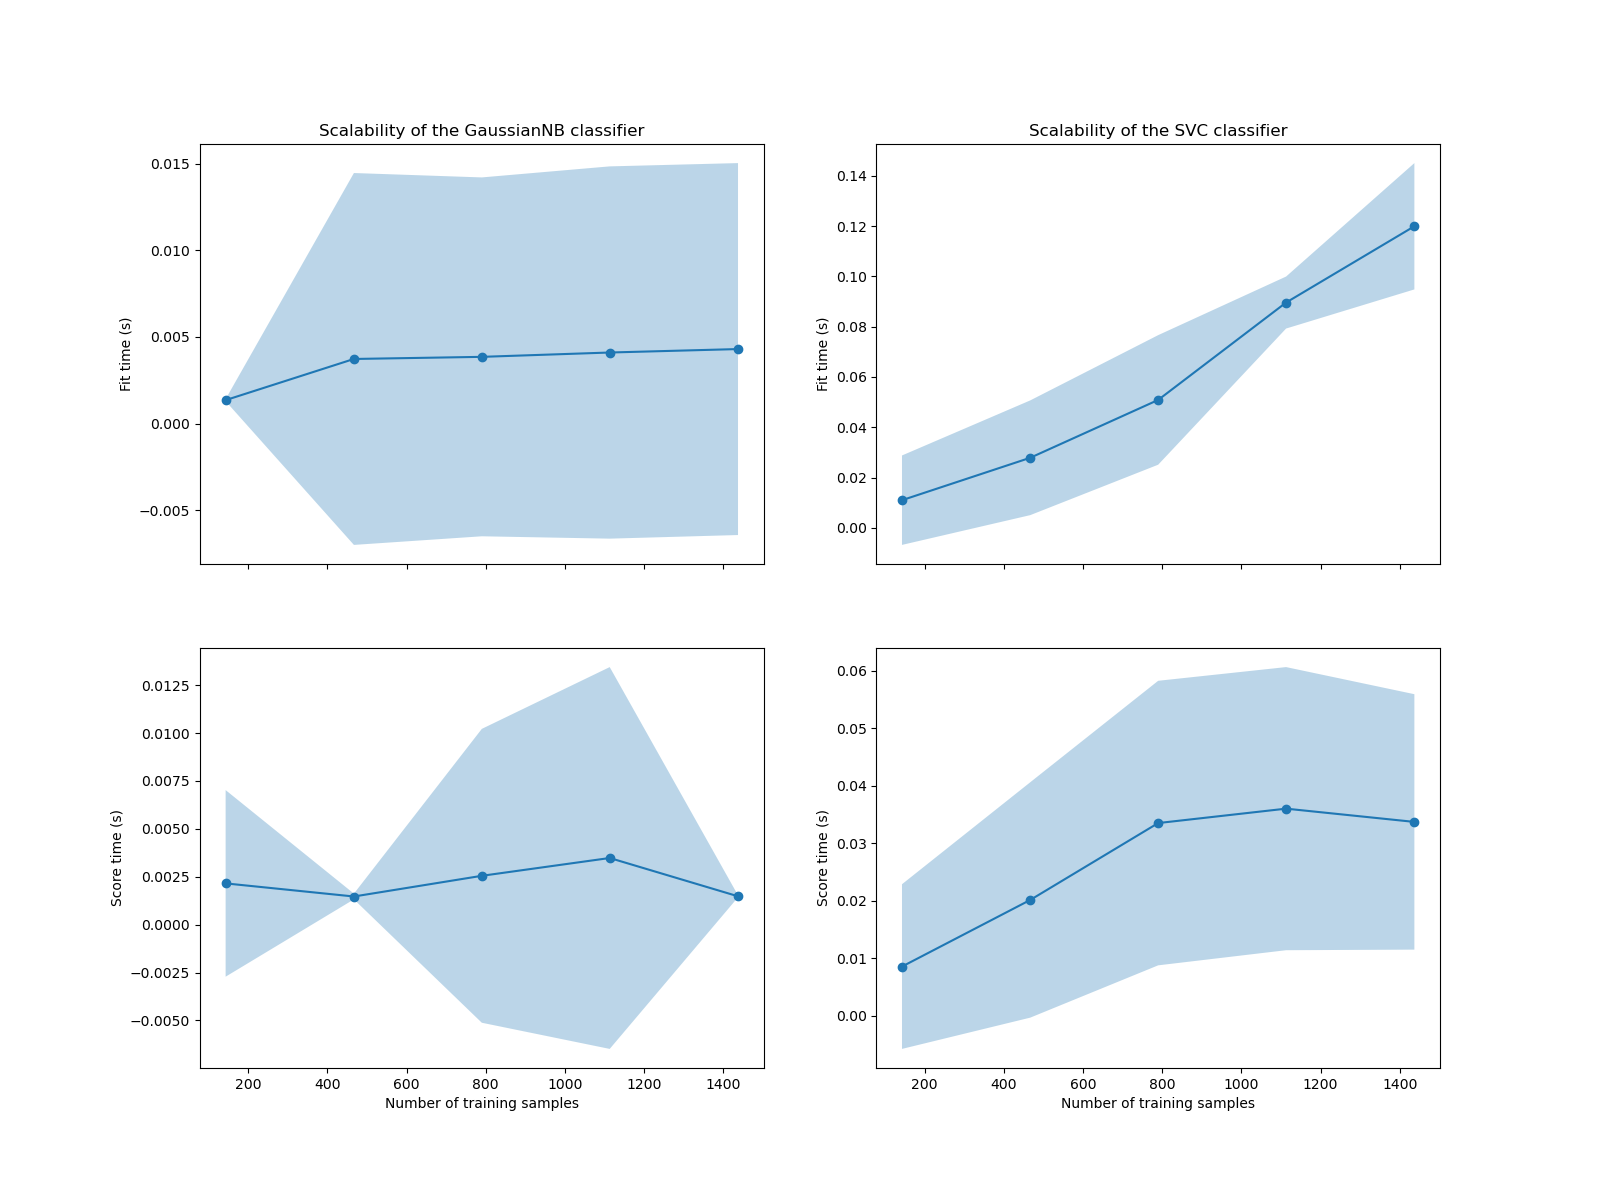 Scalability of the GaussianNB classifier
0.015
0.010
0.005
0.000
−0.005
Fit time (s)
Scalability of the SVC classifier
0.14
0.12
0.10
0.08
0.06
0.04
0.02
0.00
Fit time (s)
0.0125
0.0100
0.0075
0.0050
0.0025
0.0000
−0.0025
−0.0050
Score time (s)
200 400 600 800 1000 1200 1400
Number of training samples
0.06
0.05
0.04
0.03
0.02
0.01
0.00
Score time (s)
200 400 600 800 1000 1200 1400
Number of training samples